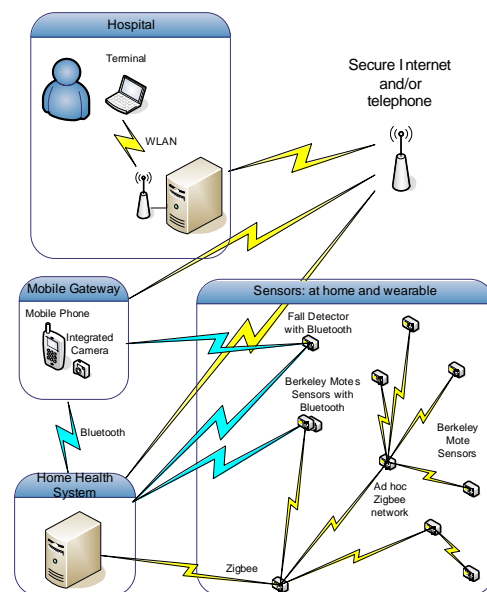 Hospital
Terminal
WLAN
Secure Internet
and/or
telephone
Mobile Gateway
Mobile Phone
Integrated
Camera
Bluetooth
Home Health
System
Sensors: at home and wearable
Fall Detector
with Bluetooth
Berkeley Motes
Sensors with
Bluetooth
Berkeley
Mote
Sensors
Ad hoc
Zigbee
network
Zigbee